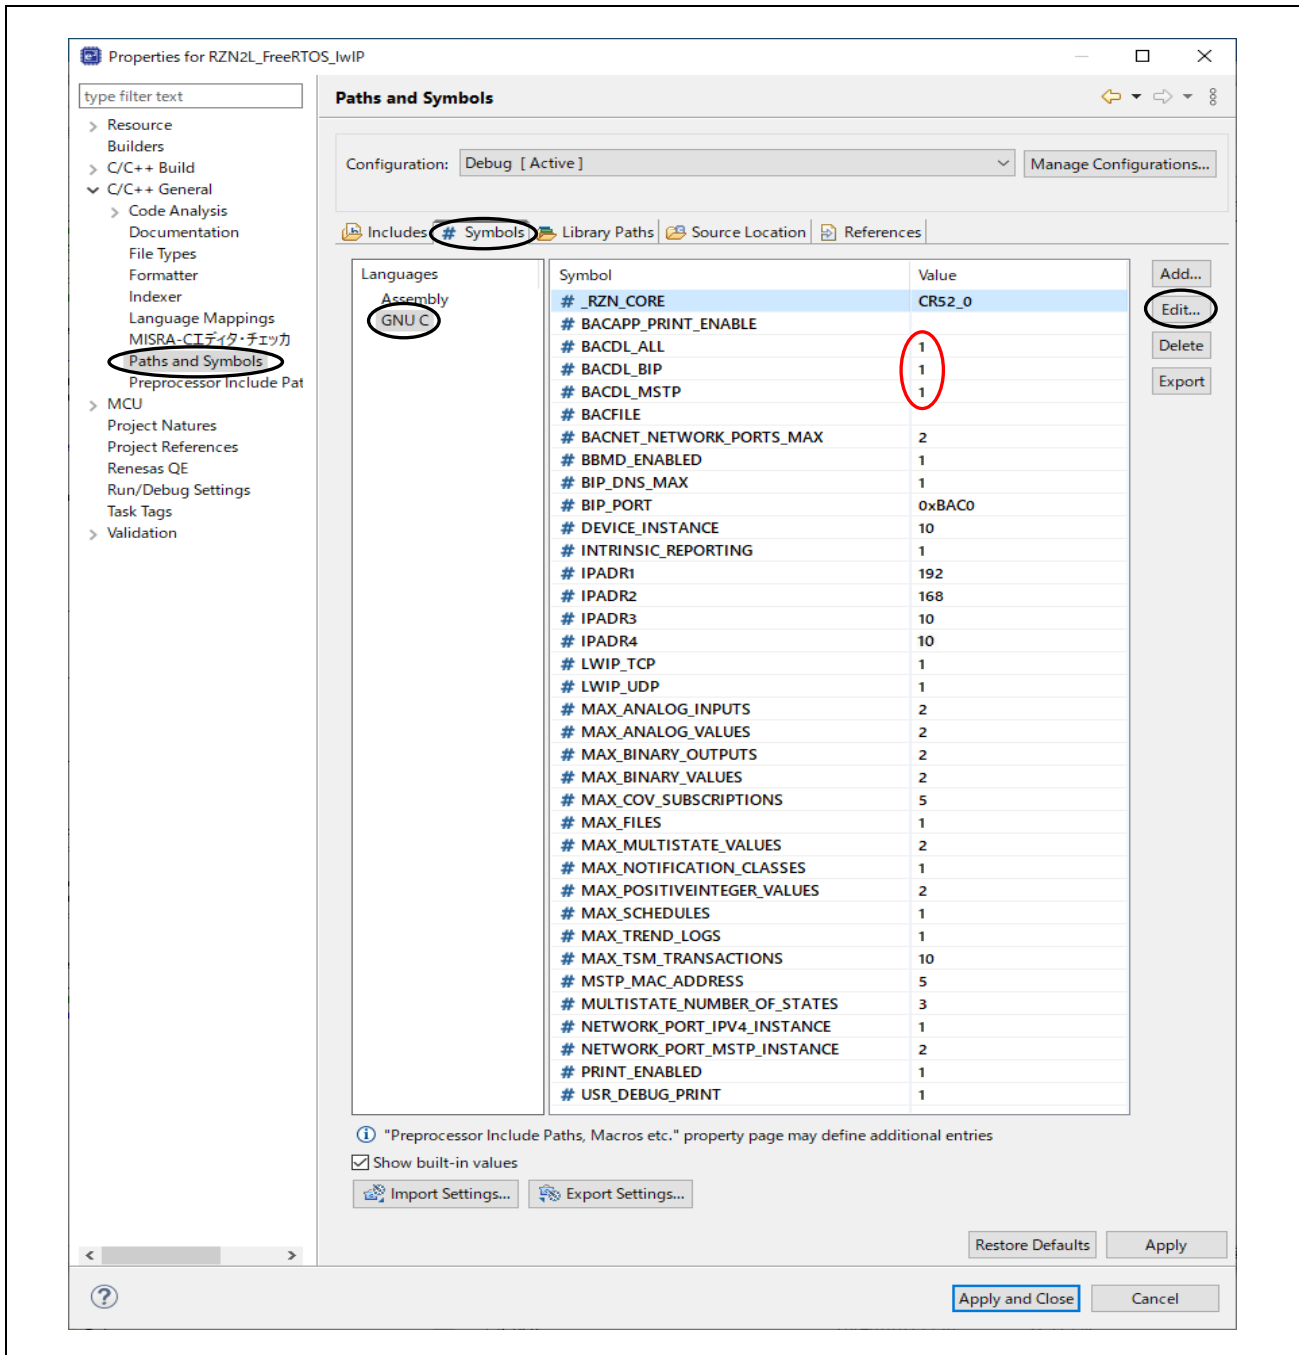 Properties for RZN2L_FreeRTOS_lwIP
type filter text
Resource
Builders
C/C++ Build
C/C++ General
Code Analysis
Documentation
File Types
Formatter
Indexer
Language Mappings
MISRA-CIディタ・チェッカ
Paths and Symbols
Preprocessor Include Pat
MCU
Project Natures
Project References
Renesas QE
Run/Debug Settings
Task Tags
Validation
Paths and Symbols
Configuration: Debug [ Active ] Manage Configurations...
Includes # Symbols Library Paths Source Location References
Languages
Assembly
GNU C
Symbol Value
# _RZN_CORE CR52_0
# BACAPP_PRINT_ENABLE
# BACDL_ALL 1
# BACDL_BIP 1
# BACDL_MSTP 1
# BACFILE
# BACNET_NETWORK_PORTS_MAX 2
# BBMD_ENABLED 1
# BIP_DNS_MAX 1
# BIP_PORT 0xBAC0
# DEVICE_INSTANCE 10
# INTRINSIC_REPORTING 1
# IPADR1 192
# IPADR2 168
# IPADR3 10
# IPADR4 10
# LWIP_TCP 1
# LWIP_UDP 1
# MAX_ANALOG_INPUTS 2
# MAX_ANALOG_VALUES 2
# MAX_BINARY_OUTPUTS 2
# MAX_BINARY_VALUES 2
# MAX_COV_SUBSCRIPTIONS 5
# MAX_FILES 1
# MAX_MULTISTATE_VALUES 2
# MAX_NOTIFICATION_CLASSES 1
# MAX_POSITIVEINTEGER_VALUES 2
# MAX_SCHEDULES 1
# MAX_TREND_LOGS 1
# MAX_TSM_TRANSACTIONS 10
# MSTP_MAC_ADDRESS 5
# MULTISTATE_NUMBER_OF_STATES 3
# NETWORK_PORT_IPV4_INSTANCE 1
# NETWORK_PORT_MSTP_INSTANCE 2
# PRINT_ENABLED 1
# USR_DEBUG_PRINT 1
Add...
Edit...
Delete
Export
"Preprocessor Include Paths, Macros etc." property page may define additional entries
Show built-in values
Import Settings... Export Settings...
Restore Defaults Apply
Apply and Close Cancel